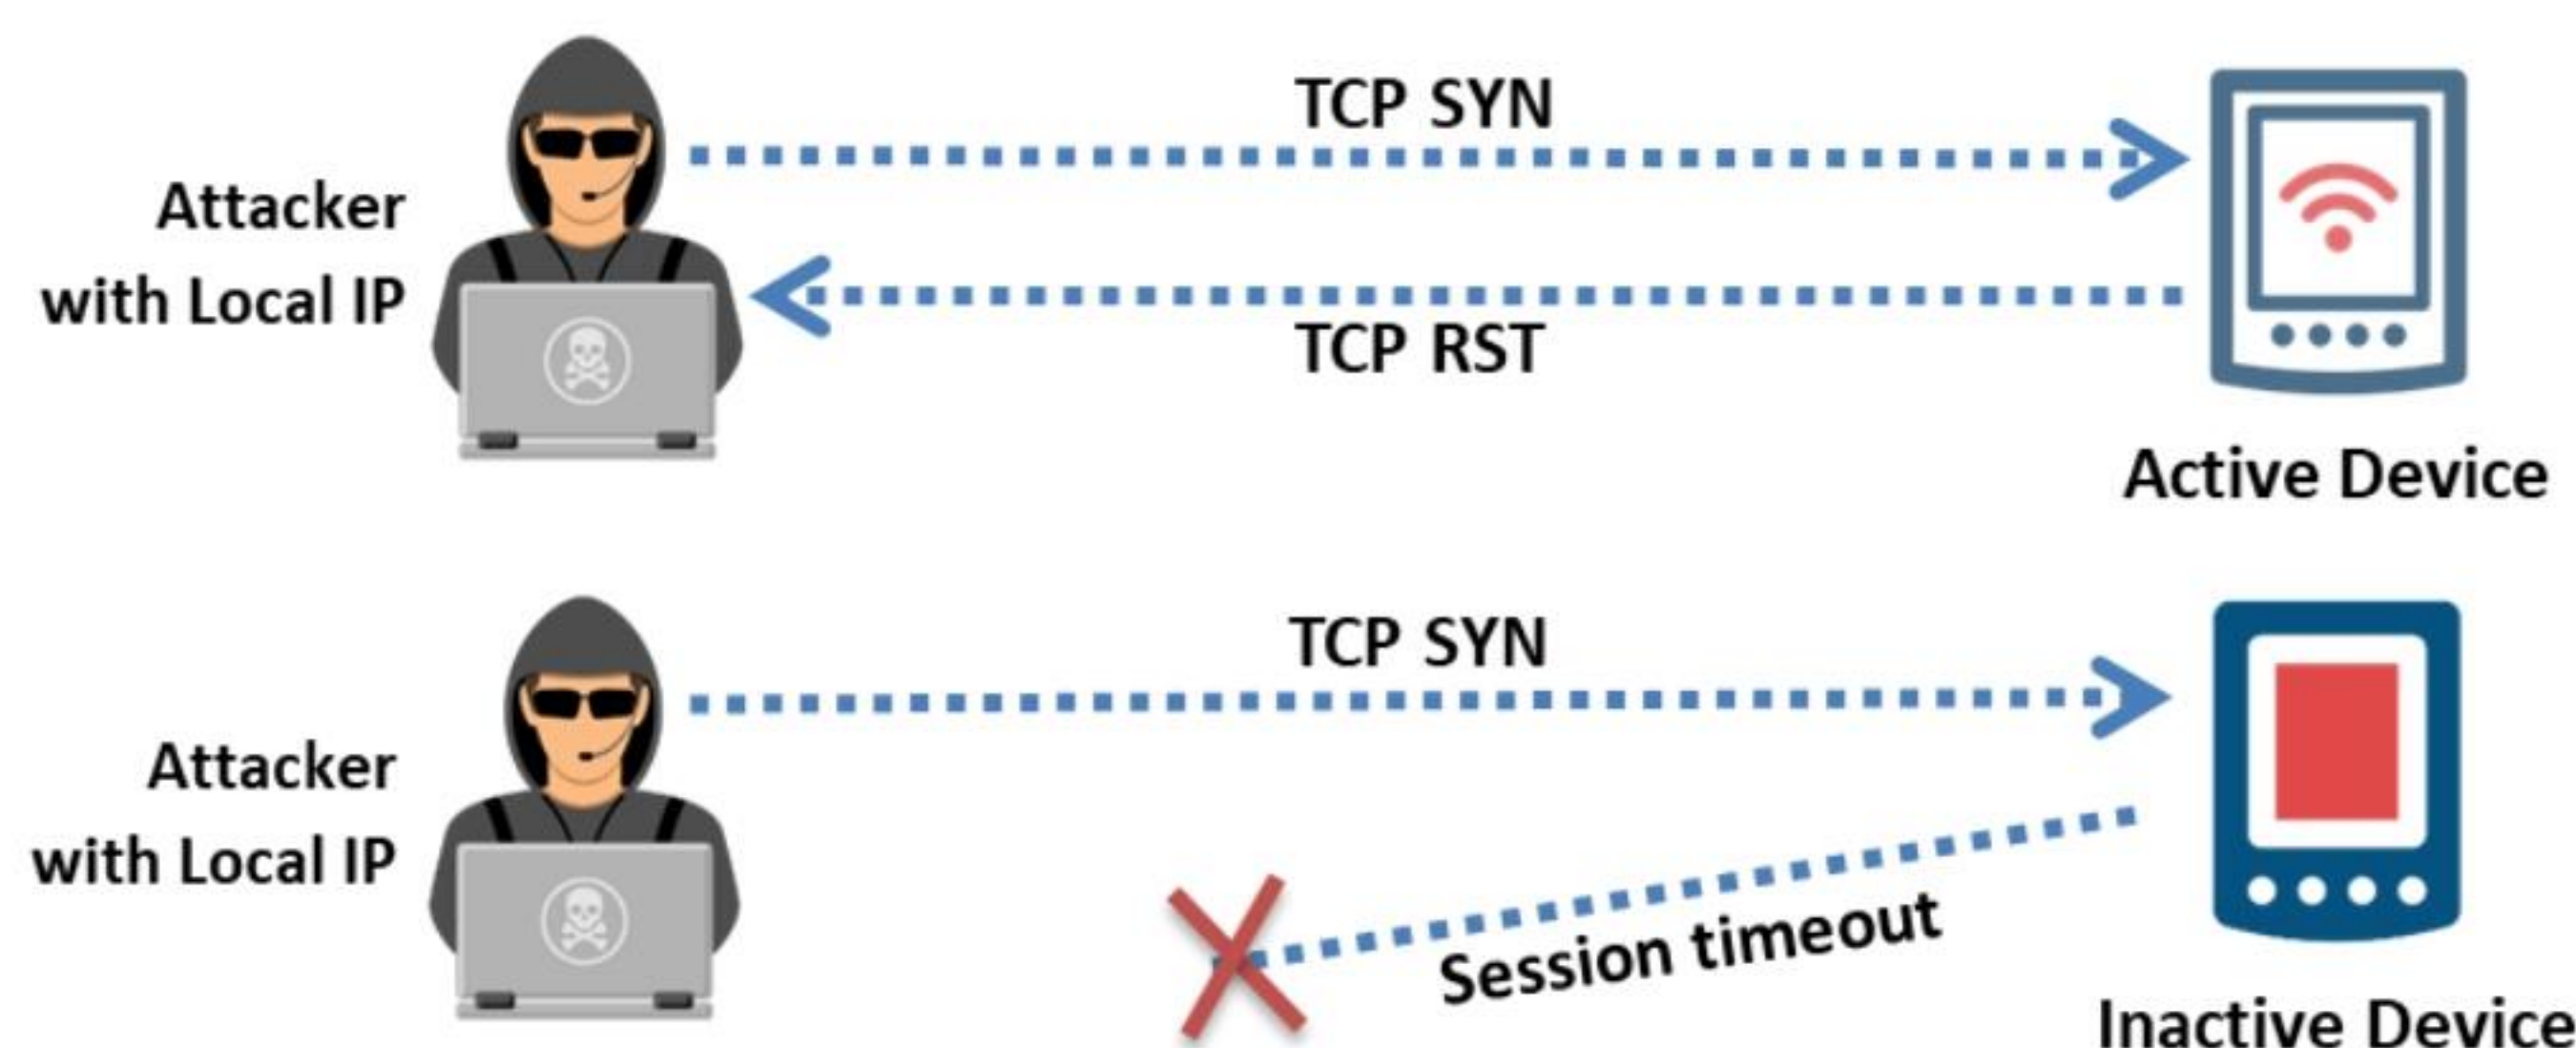 TCP SYN
Attacker
with Local IP
TCP RST
Active Device
TCP SYN
Attacker
with Local IP
Session timeout
Inactive Device